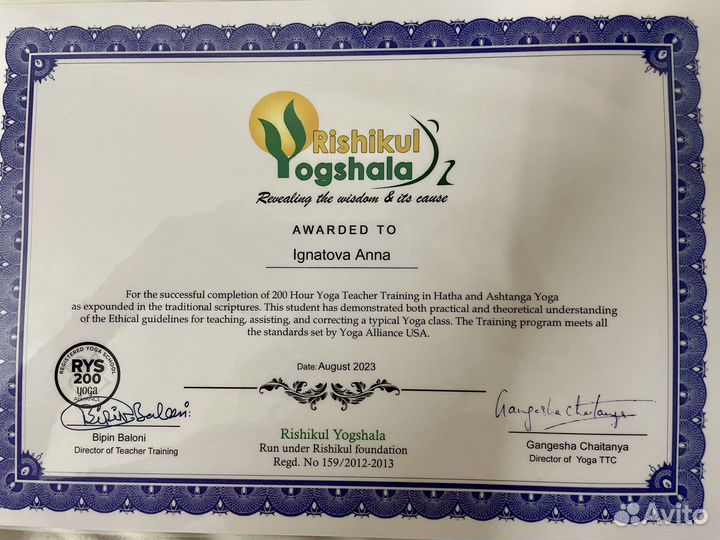 Rishikul
Yogshala
Revealing the wisdom & its cause
AWARDED TO
Ignatova Anna
For the successful completion of 200 Hour Yoga Teacher Training in Hatha and Ashtanga Yoga
as expounded in the traditional scriptures. This student has demonstrated both practical and theoretical understanding
of the Ethical guidelines for teaching, assisting, and correcting a typical Yoga class. The Training program meets all
the standards set by Yoga Alliance USA.
Date: August 2023
REGISTERED YOGA SCHOOL
RYS
200
yoga
ALLIANCE
Bipin Baloni:
Bipin Baloni
Director of Teacher Training
Rishikul Yogshala
Run under Rishikul foundation
Regd. No 159/2012-2013
Gangesha Chaitanya
Gangesha Chaitanya
Director of Yoga TTC
Avito